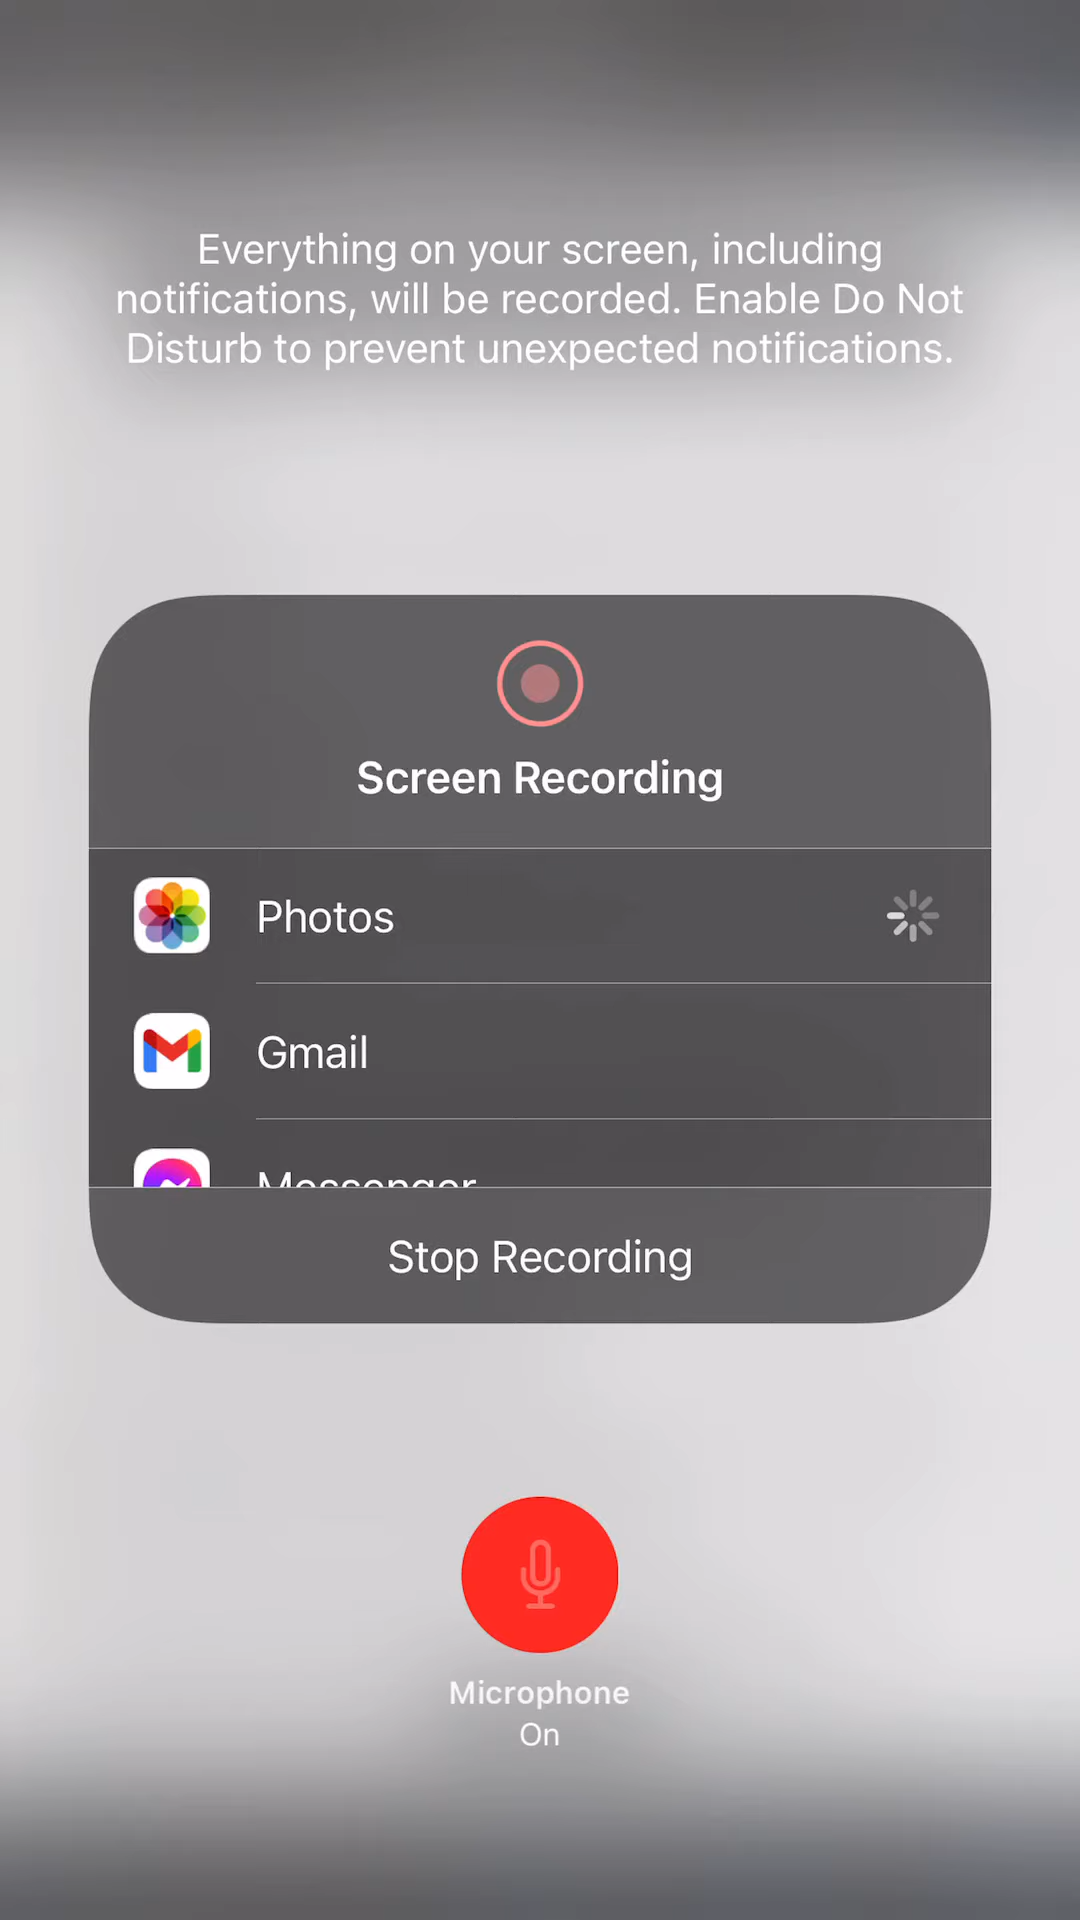 Everything on your screen, including
notifications, will be recorded. Enable Do Not
Disturb to prevent unexpected notifications.
Screen Recording
Photos
Gmail
Messenger
Stop Recording
Microphone
On